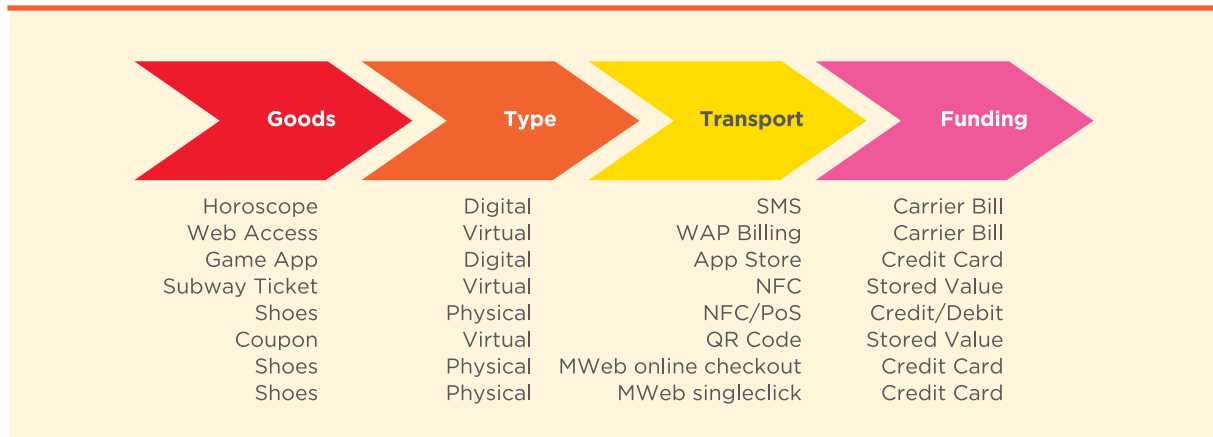 Goods Type Transport Funding
Horoscope Digital SMS Carrier Bill
Web Access Virtual WAP Billing Carrier Bill
Game App Digital App Store Credit Card
Subway Ticket Virtual NFC Stored Value
Shoes Physical NFC/PoS Credit/Debit
Coupon Virtual QR Code Stored Value
Shoes Physical MWeb online checkout Credit Card
Shoes Physical MWeb singleclick Credit Card